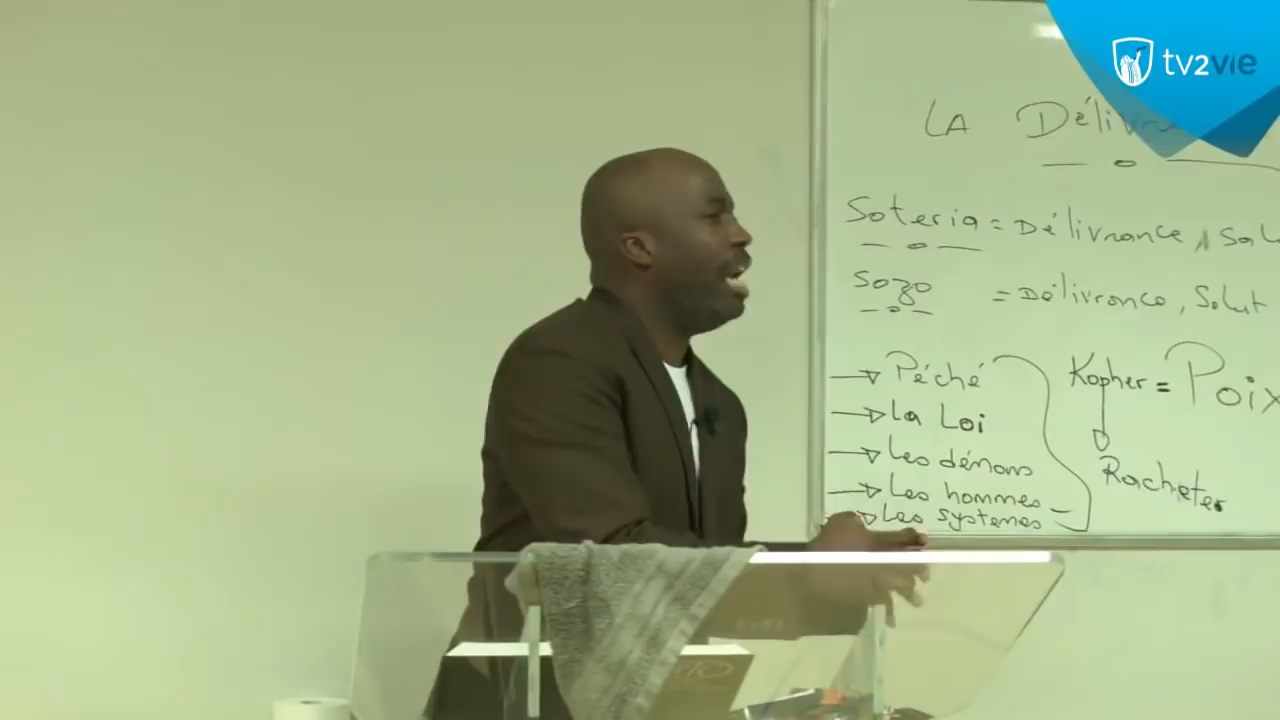 tv2vie
LA Délivr
Soteria = Délivrance, Sal
Sozo = Délivrance, Salut
Péché
la Loi
Les démons
Les hommes
Les systemes
Kopher = Poix
Racheter